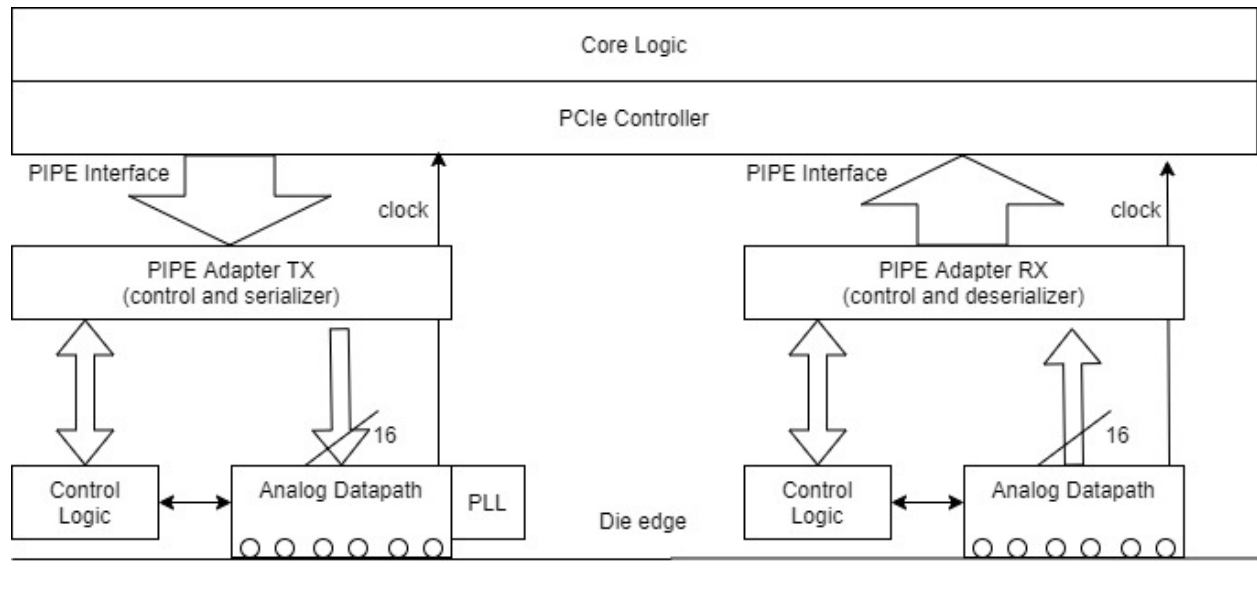 Core Logic
PCIe Controller
PIPE Interface
clock
PIPE Interface
clock
PIPE Adapter TX
(control and serializer)
PIPE Adapter RX
(control and deserializer)
16
16
Control
Logic
Analog Datapath
PLL
Die edge
Control
Logic
Analog Datapath